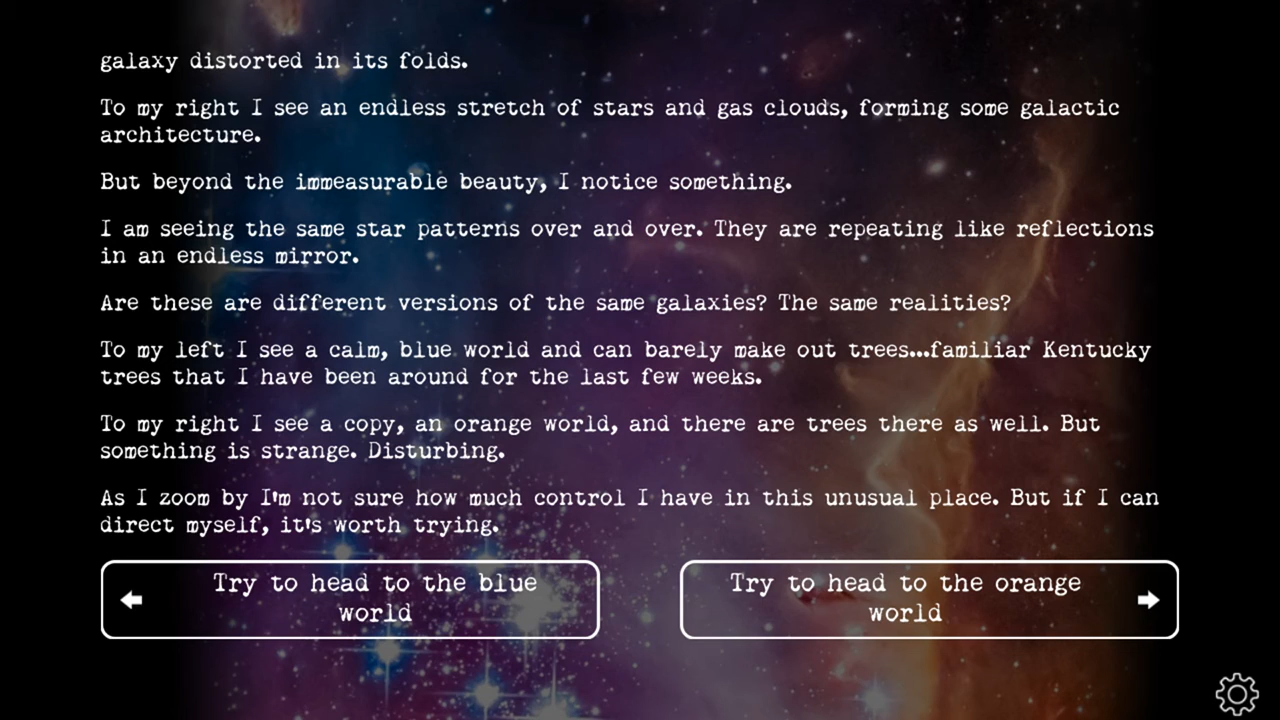 galaxy distorted in its folds.
To my right I see an endless stretch of stars and gas clouds, forming some galactic
architecture.
But beyond the immeasurable beauty, I notice something.
I am seeing the same star patterns over and over. They are repeating like reflections
in an endless mirror.
Are these are different versions of the same galaxies? The same realities?
To my left I see a calm, blue world and can barely make out trees...familiar Kentucky
trees that I have been around for the last few weeks.
To my right I see a copy, an orange world, and there are trees there as well. But
something is strange. Disturbing.
As I zoom by I'm not sure how much control I have in this unusual place. But if I can
direct myself, it's worth trying.
Try to head to the blue
world
Try to head to the orange
world